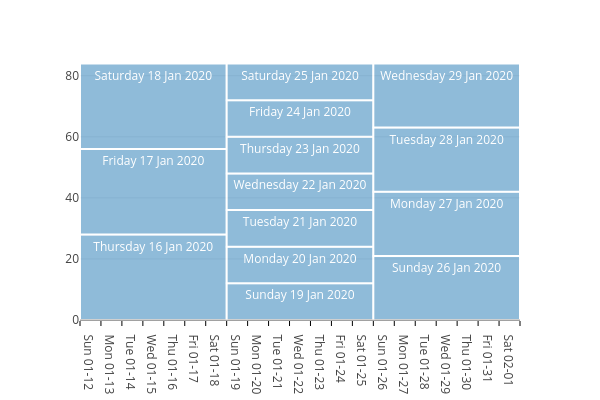 80
60
40
20
0
Saturday 18 Jan 2020
Friday 17 Jan 2020
Thursday 16 Jan 2020
Saturday 25 Jan 2020
Friday 24 Jan 2020
Thursday 23 Jan 2020
Wednesday 22 Jan 2020
Tuesday 21 Jan 2020
Monday 20 Jan 2020
Sunday 19 Jan 2020
Wednesday 29 Jan 2020
Tuesday 28 Jan 2020
Monday 27 Jan 2020
Sunday 26 Jan 2020
Sun 01-12
Mon 01-13
Tue 01-14
Wed 01-15
Thu 01-16
Fri 01-17
Sat 01-18
Sun 01-19
Mon 01-20
Tue 01-21
Wed 01-22
Thu 01-23
Fri 01-24
Sat 01-25
Sun 01-26
Mon 01-27
Tue 01-28
Wed 01-29
Thu 01-30
Fri 01-31
Sat 02-01